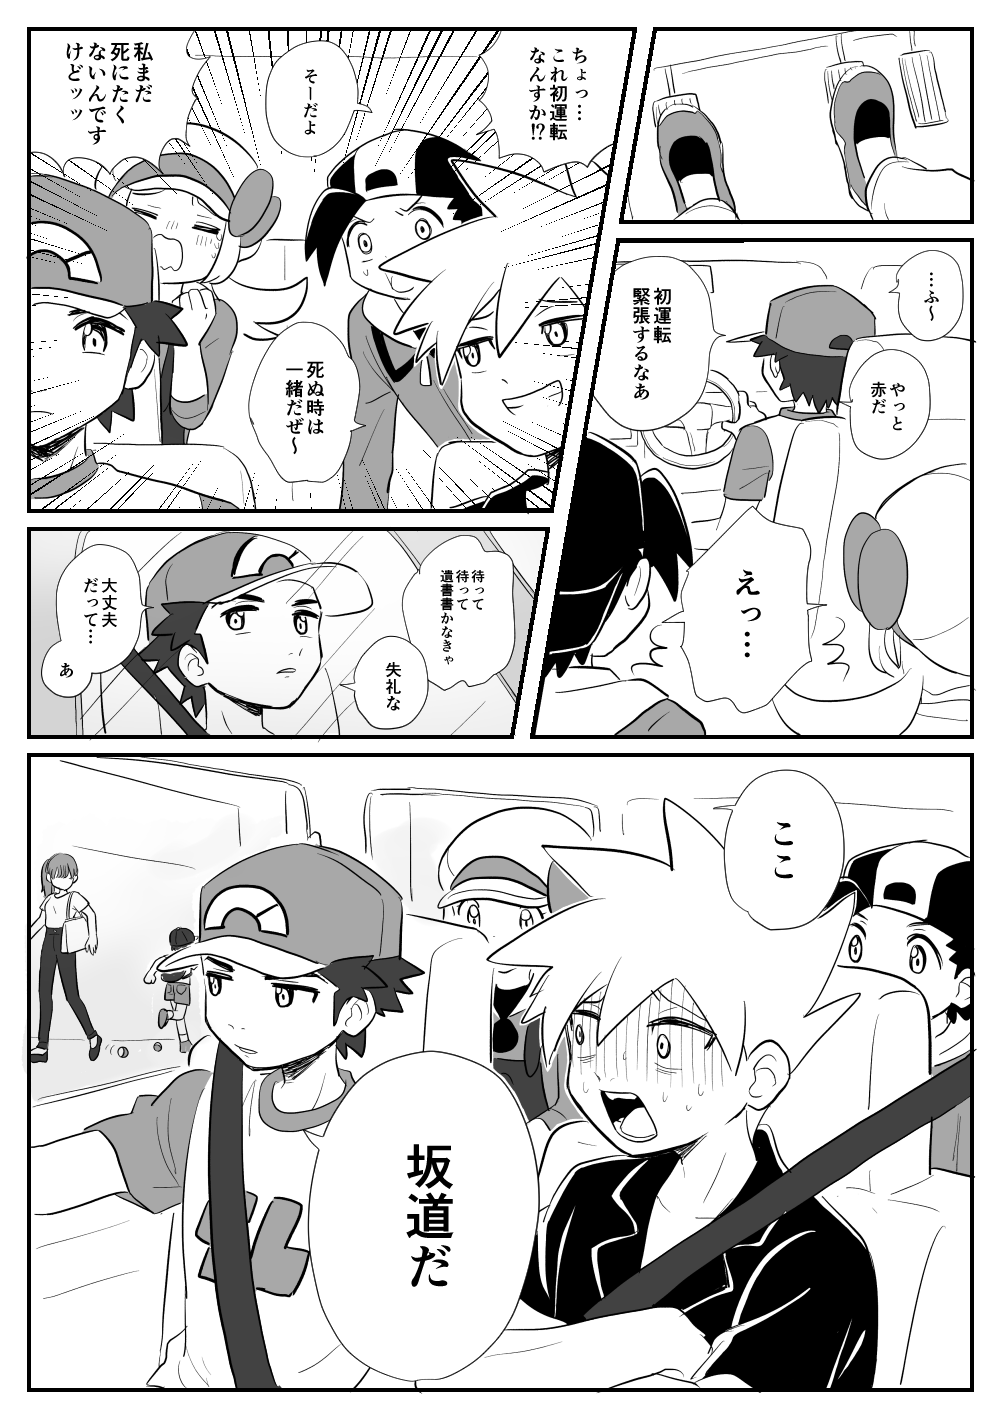 …ふ〜
やっと
赤だ
初運転
緊張するなあ
えっ…
ちょっ…
これ初運転
なんすか!?
そーだよ
私まだ
死にたく
ないんです
けどッッ
死ぬ時は
一緒だぜ〜
待って
待って
遺書書かなきゃ
失礼な
大丈夫
だって…
あ
ここ
坂道だ